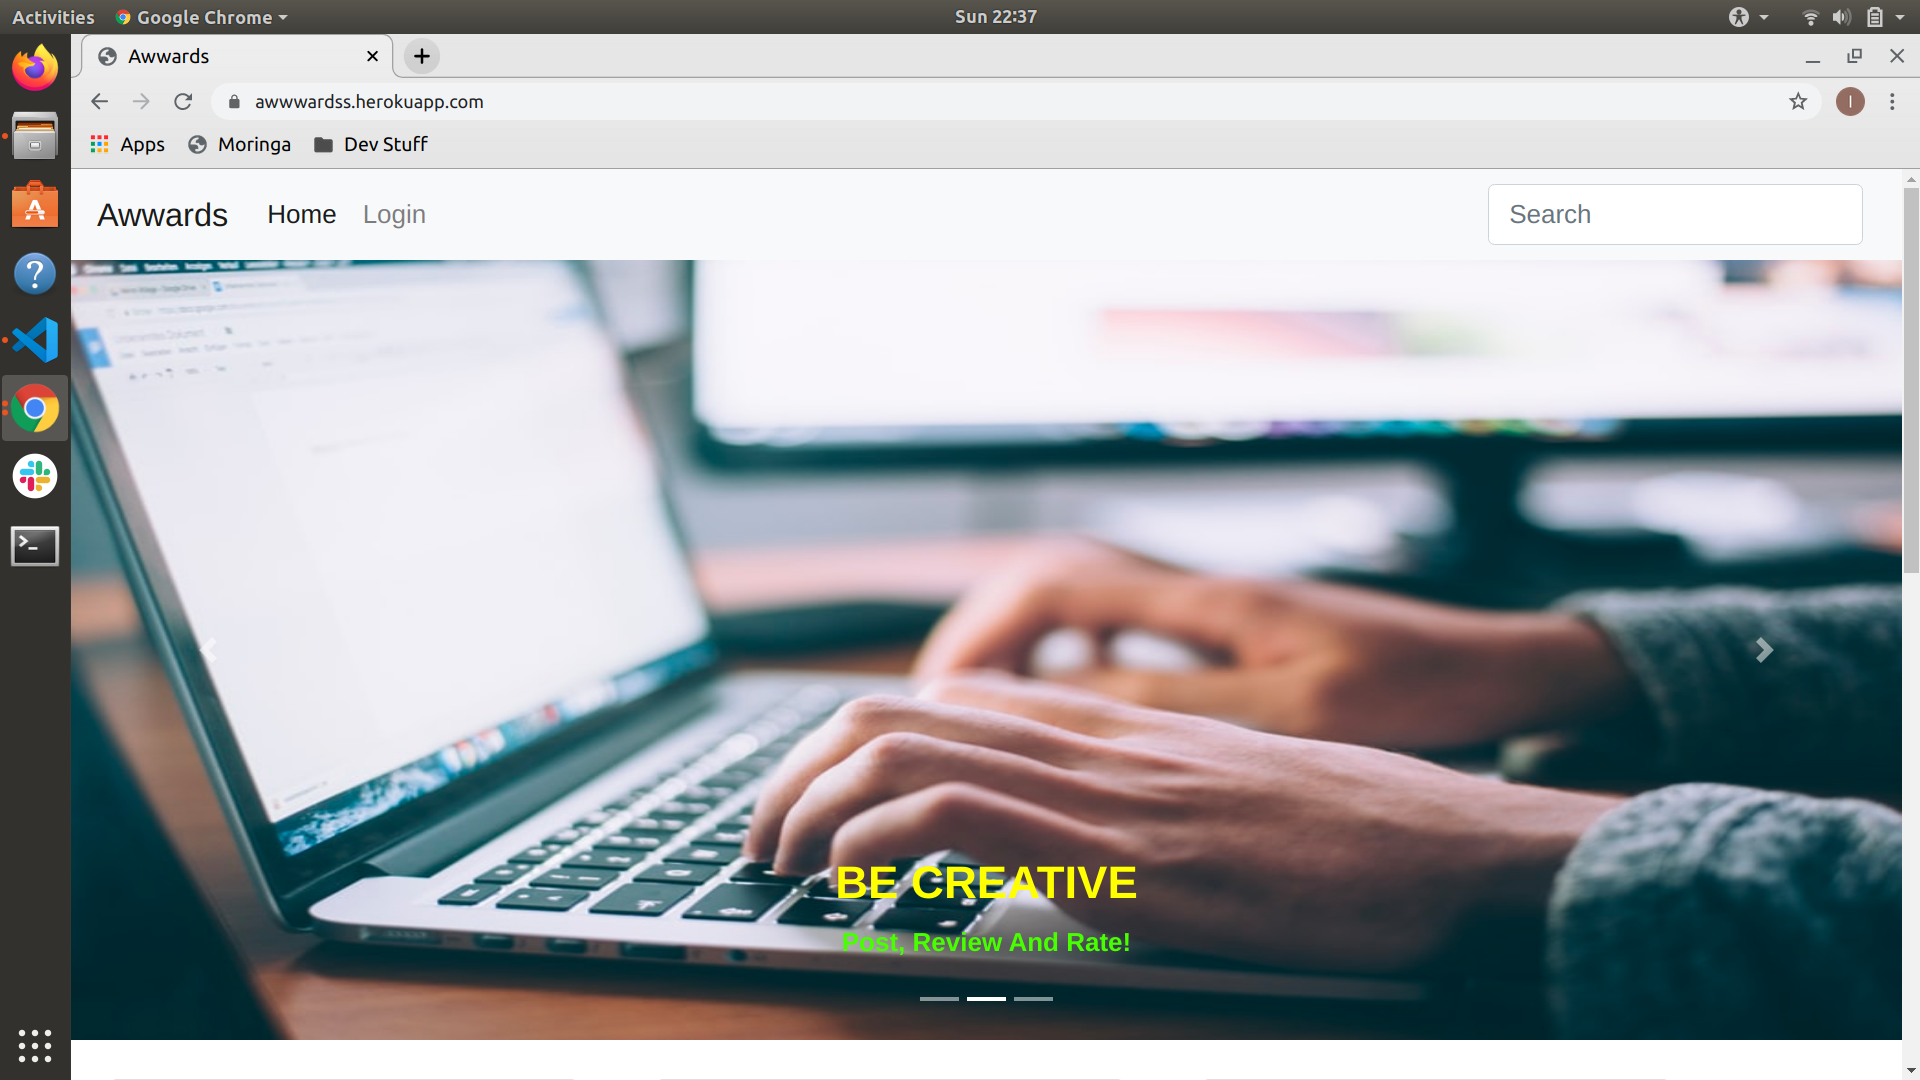 Activities
Google Chrome
Sun 22:37
Awwards
awwwardss.herokuapp.com
I
Apps
Moringa
Dev Stuff
Awwards
Home
Login
Search
BE CREATIVE
Post, Review And Rate!